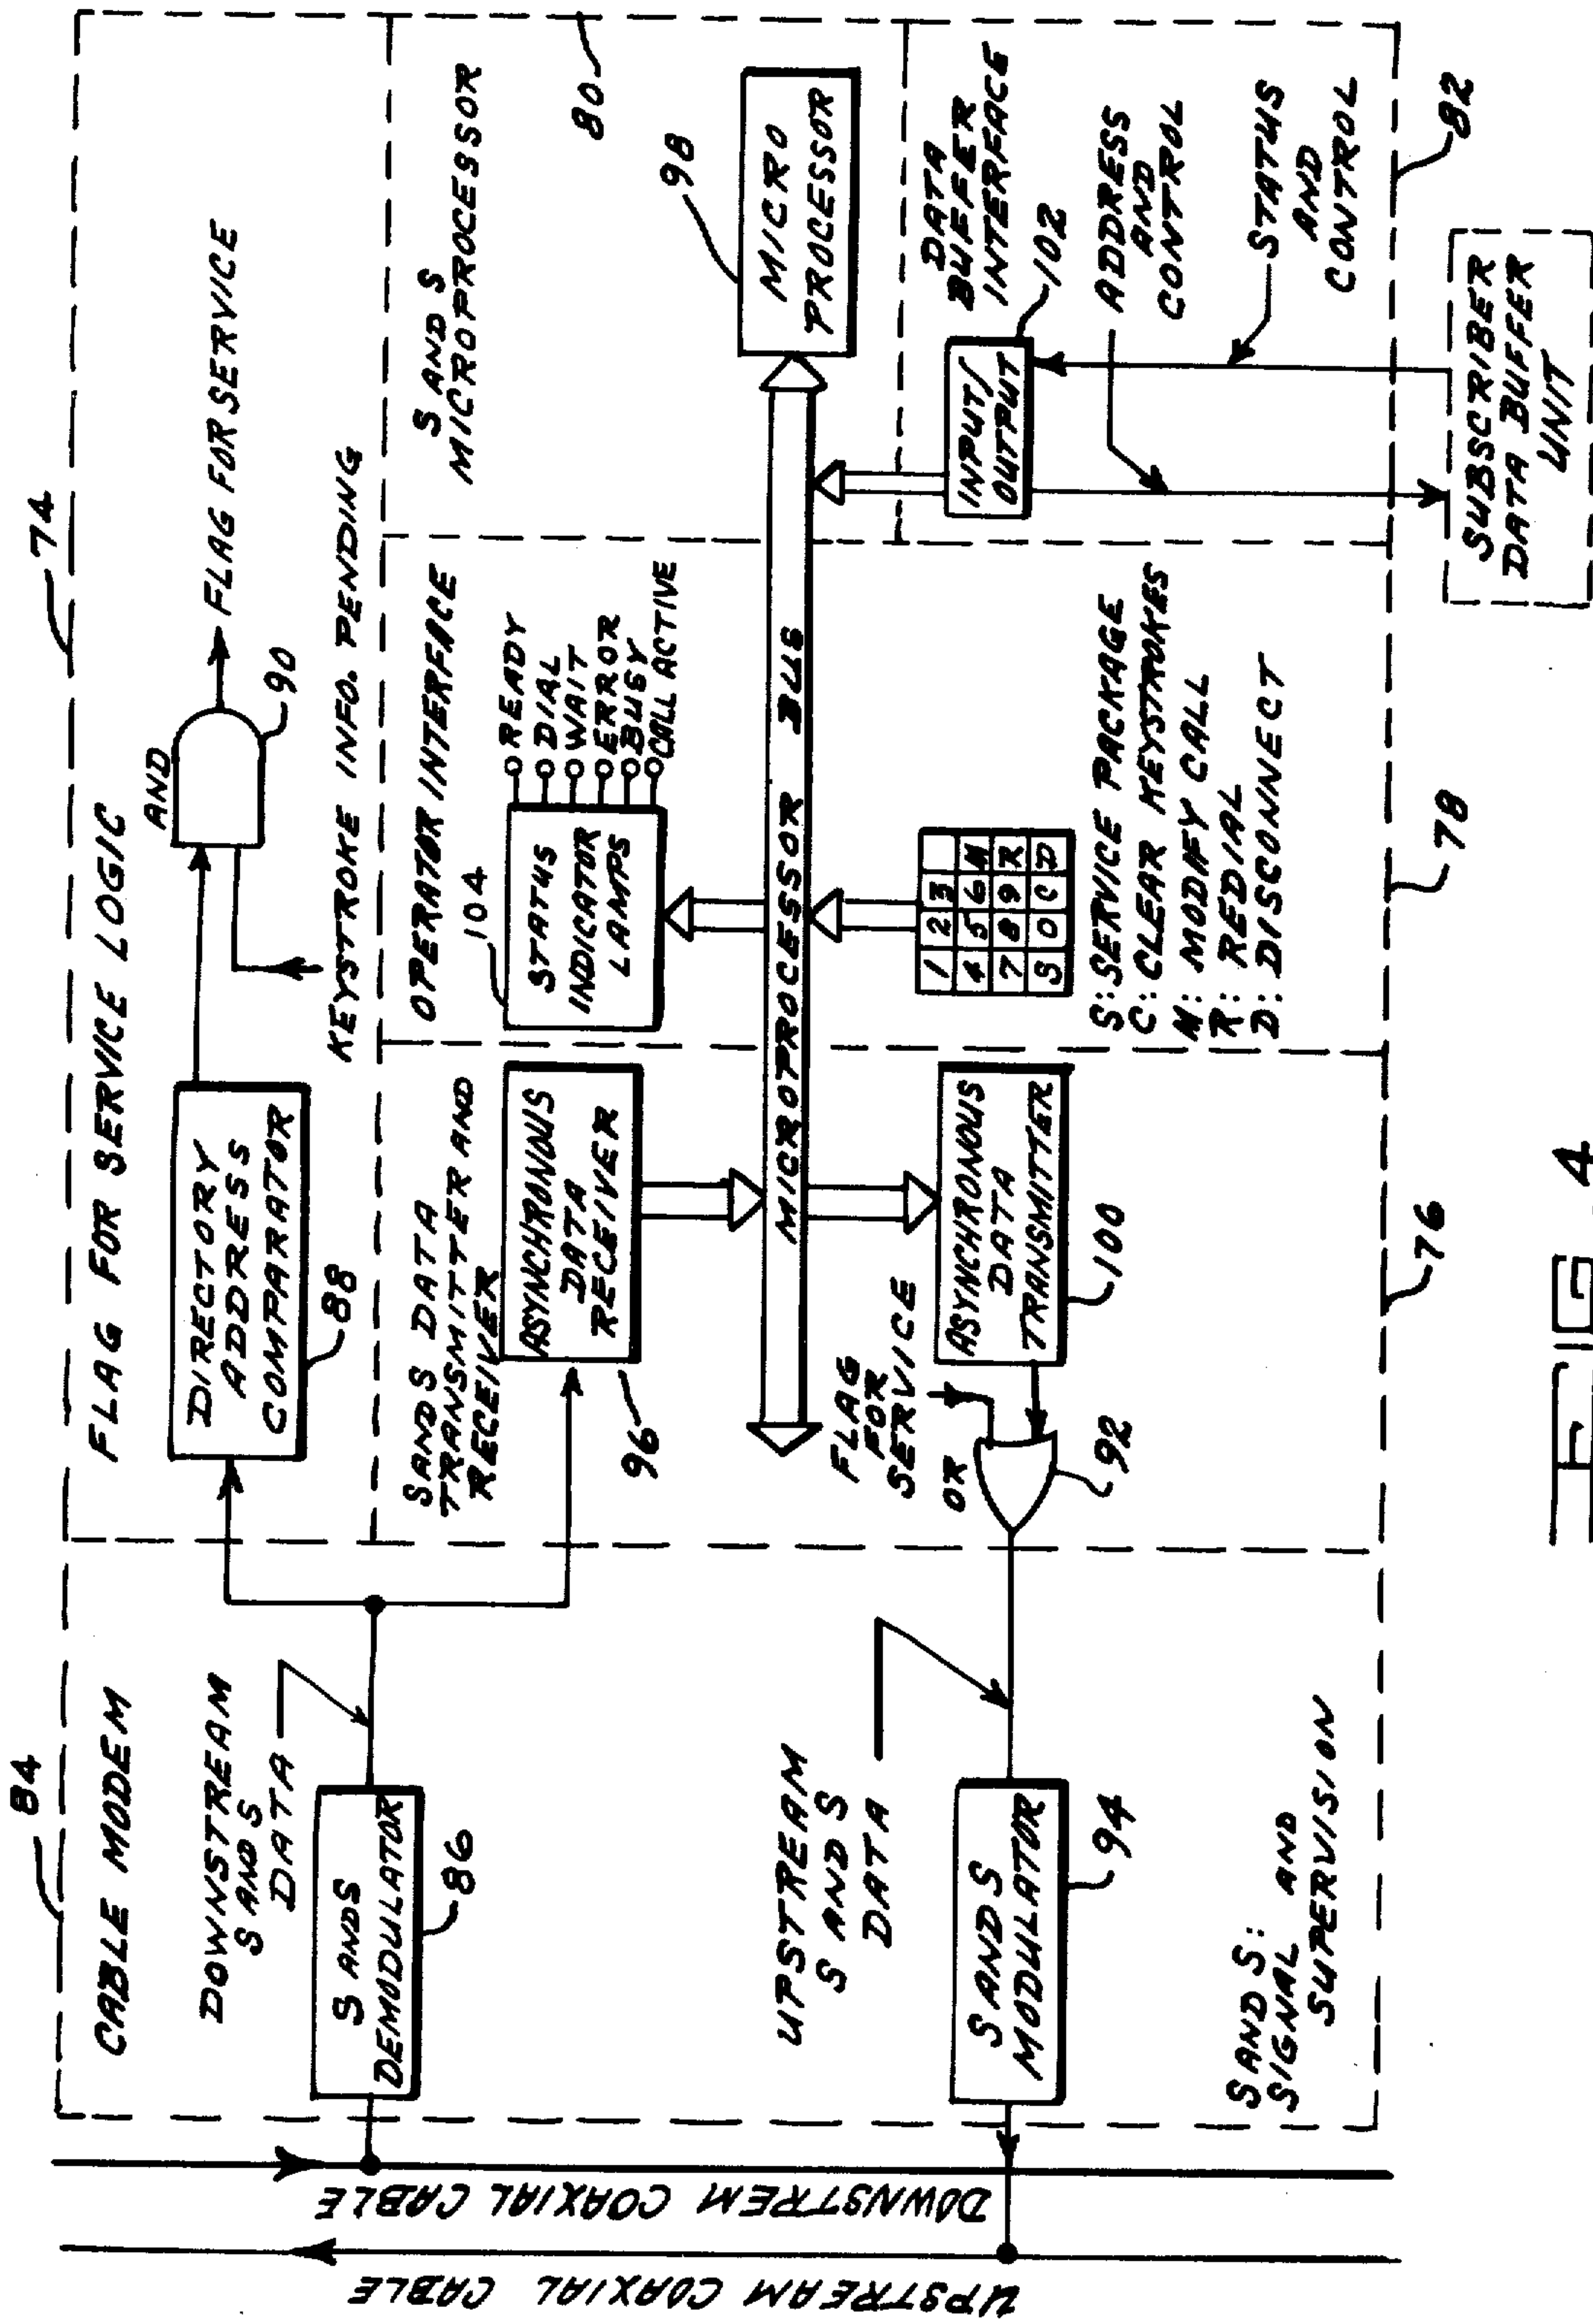 84
74
CABLE MODEM
FLAG FOR SERVICE LOGIC
DOWNSTREAM
S AND S
DATA
S AND S
DEMODULATOR
86
DIRECTORY
ADDRESS
COMPARATOR
88
AND
90
FLAG FOR SERVICE
KEYSTROKE INFO. PENDING
S AND S DATA
TRANSMITTER AND
RECEIVER
ASYNCHRONOUS
DATA
RECEIVER
96
OPERATOR INTERFACE
104
STATUS
INDICATOR
LAMPS
READY
DIAL
WAIT
ERROR
BUSY
CALL ACTIVE
S AND S
MICROPROCESSOR
80
98
MICRO
PROCESSOR
MICROPROCESSOR BUS
UPSTREAM
S AND S
DATA
S AND S
MODULATOR
94
FLAG
FOR
SERVICE
OR
92
ASYNCHRONOUS
DATA
TRANSMITTER
100
1 2 3
4 5 6 M
7 8 9 R
S 0 C D
S: SERVICE PACKAGE
C: CLEAR KEYSTROKES
M: MODIFY CALL
R: REDIAL
D: DISCONNECT
DATA
BUFFER
INTERFACE
INPUT/
OUTPUT
102
ADDRESS
AND
CONTROL
STATUS
AND
CONTROL
S AND S:
SIGNAL AND
SUPERVISION
76
78
82
SUBSCRIBER
DATA BUFFER
UNIT
DOWNSTREM COAXIAL CABLE
UPSTREAM COAXIAL CABLE
FIG 4